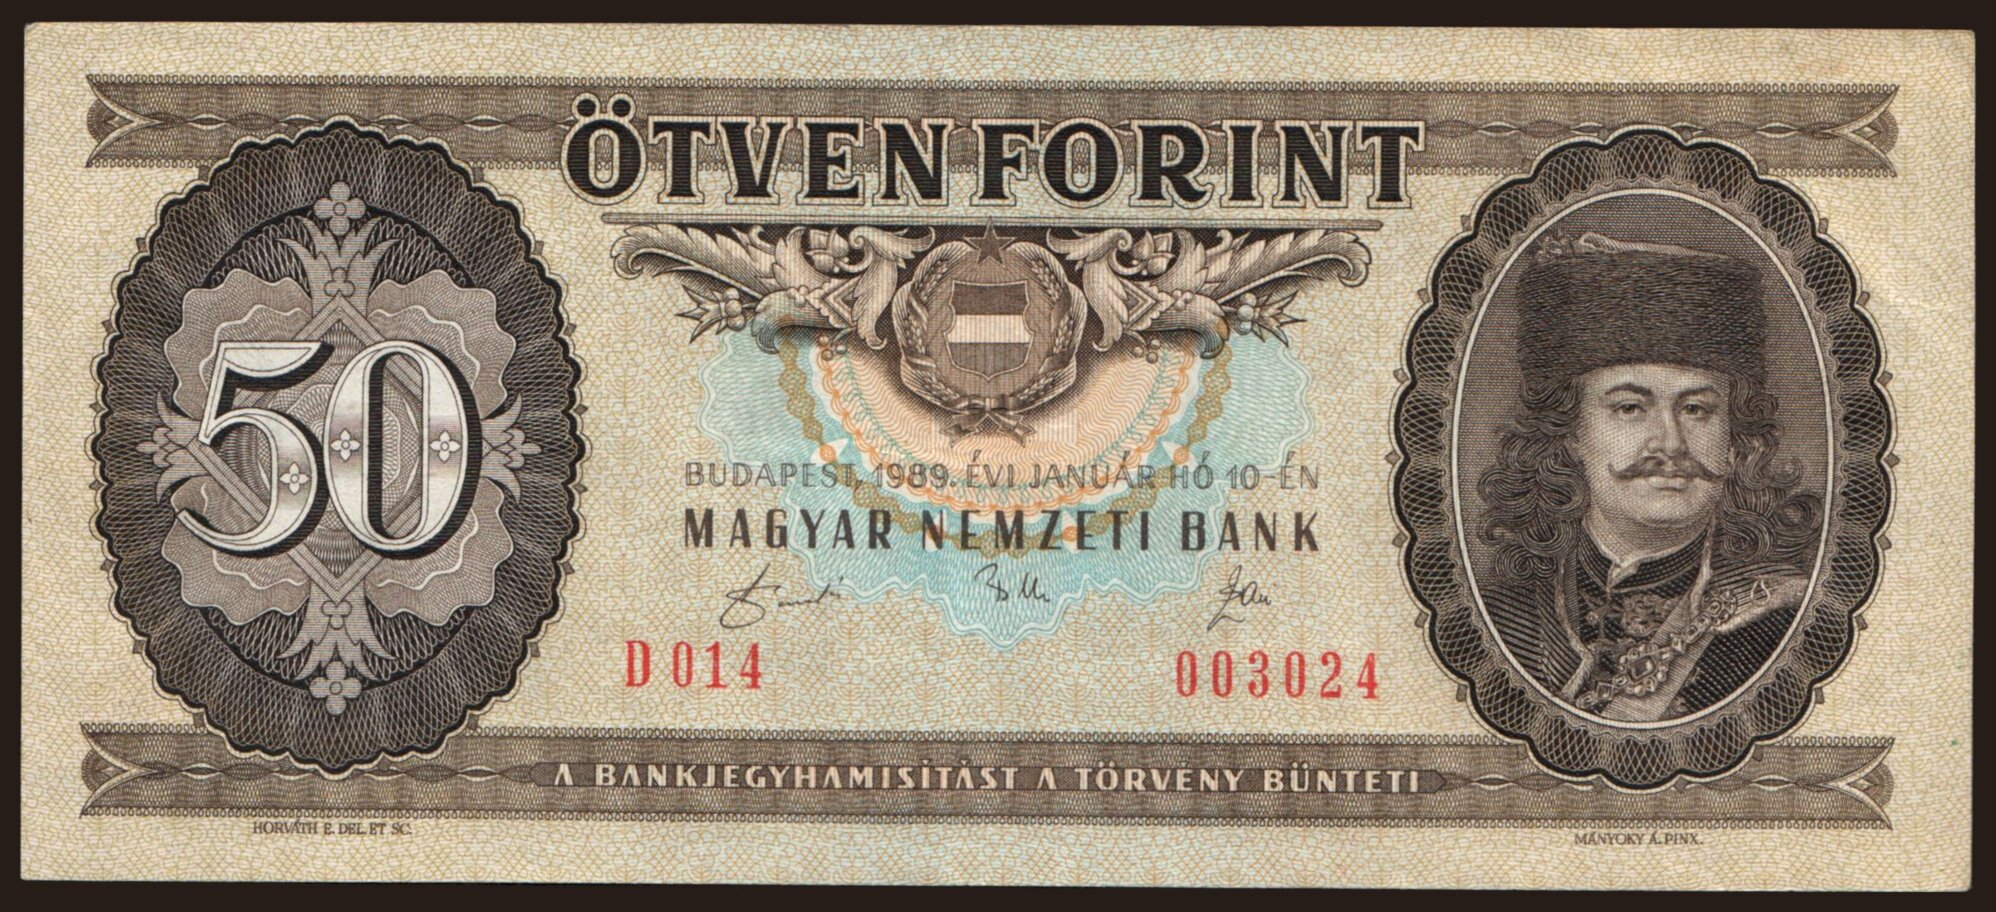 ÖTVEN FORINT
50
BUDAPEST, 1989. ÉVI JANUÁR HÓ 10-ÉN
MAGYAR NEMZETI BANK
D 014
003024
A BANKJEGYHAMISÍTÁST A TÖRVÉNY BÜNTETI
HORVÁTH E. DEL. ET SC.
MÁNYOKY Á. PINX.